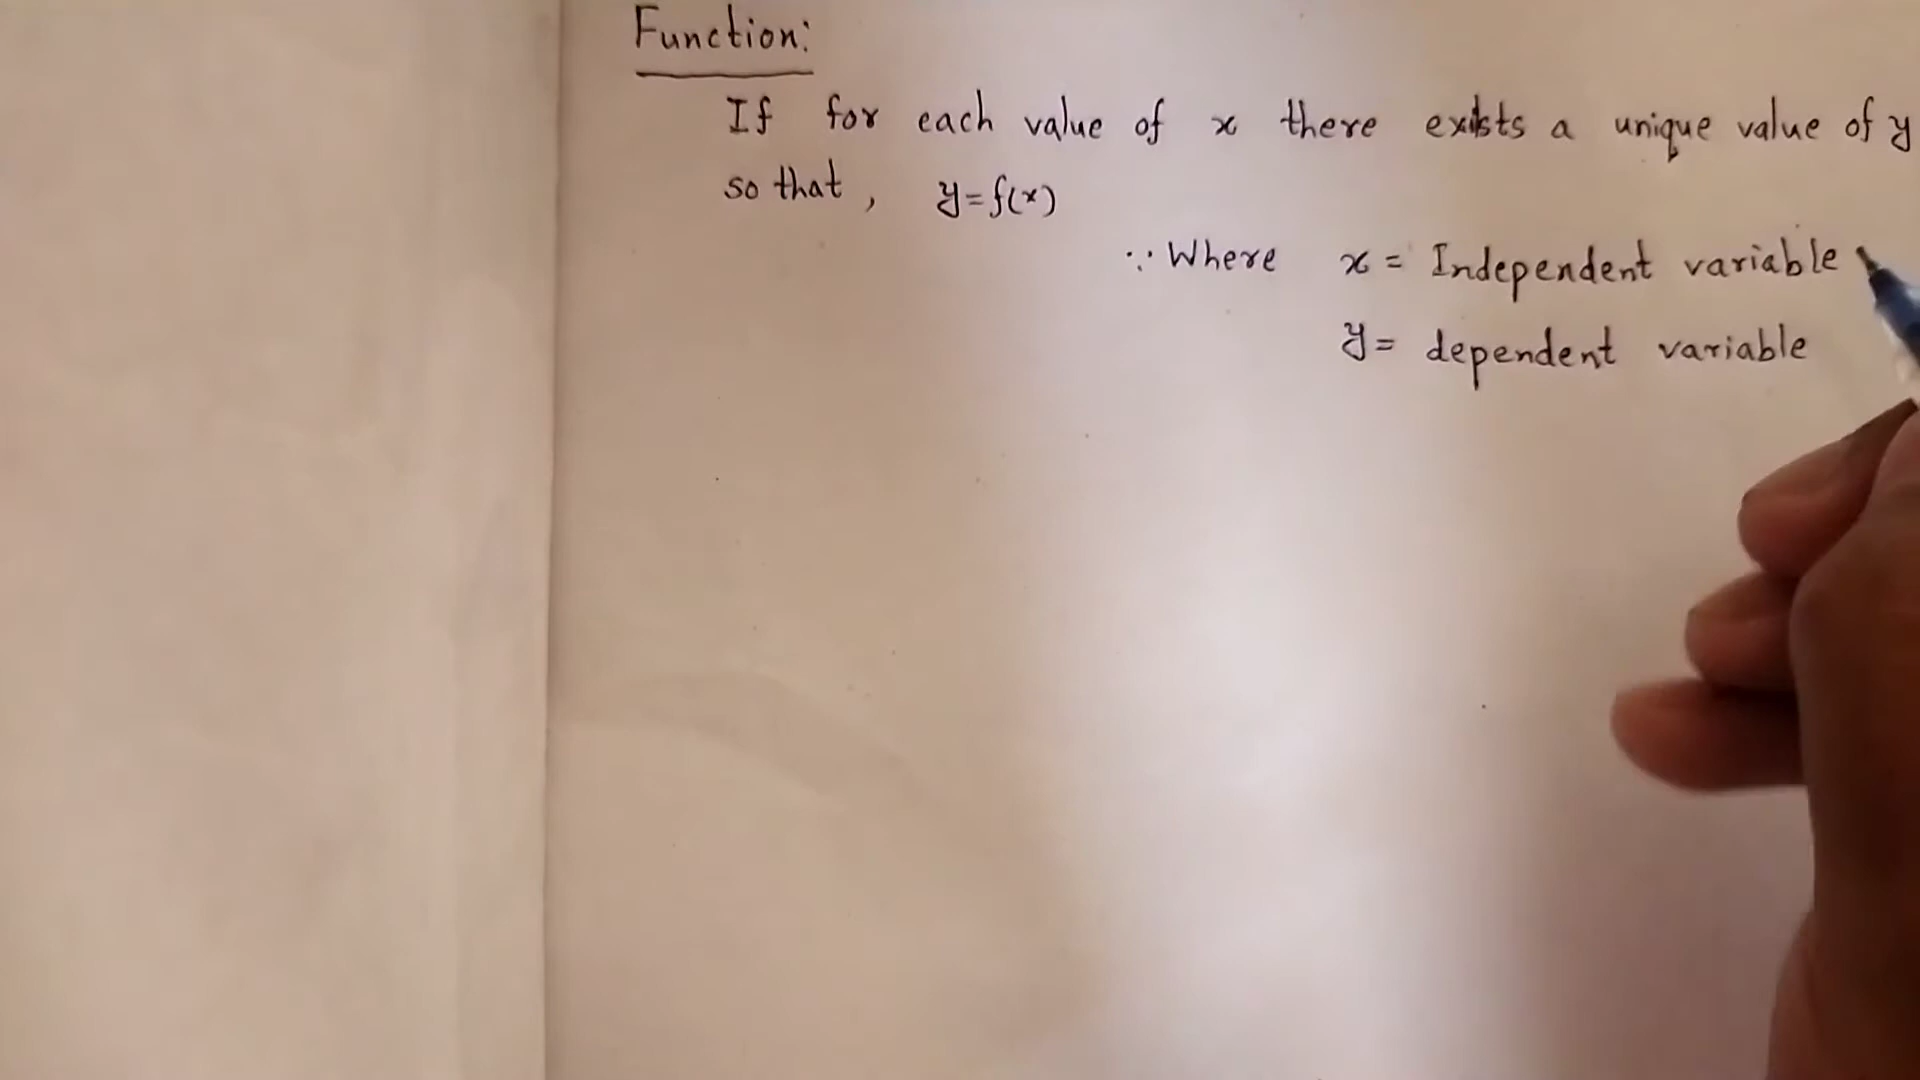 Function:
If for each value of x there exists a unique value of y
so that, y=f(x)
∵ Where x = Independent variable
y = dependent variable